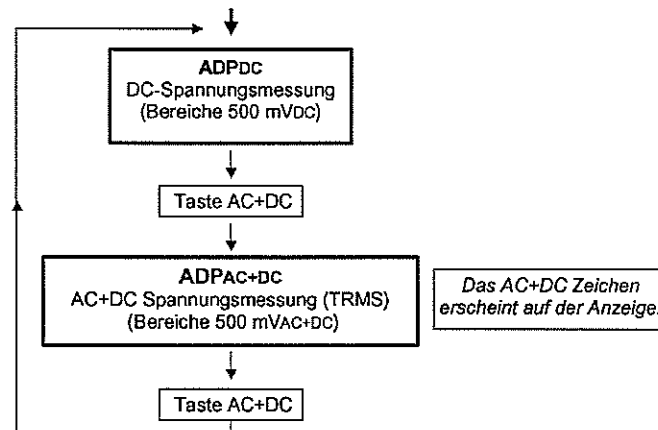 ADPDC
DC-Spannungsmessung
(Bereiche 500 mVDC)
Taste AC+DC
ADPAC+DC
AC+DC Spannungsmessung (TRMS)
(Bereiche 500 mVAC+DC)
Das AC+DC Zeichen
erscheint auf der Anzeige.
Taste AC+DC